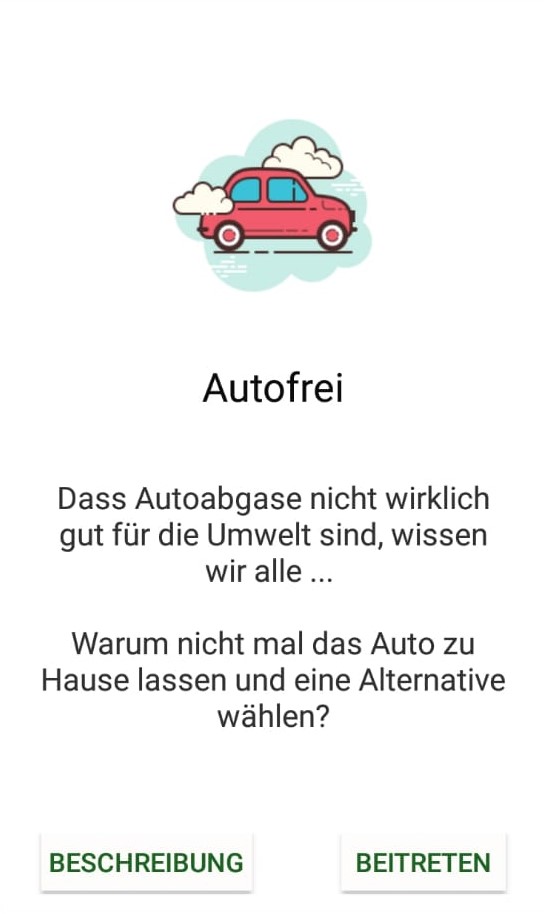 Autofrei
Dass Autoabgase nicht wirklich
gut für die Umwelt sind, wissen
wir alle ...
Warum nicht mal das Auto zu
Hause lassen und eine Alternative
wählen?
BESCHREIBUNG
BEITRETEN